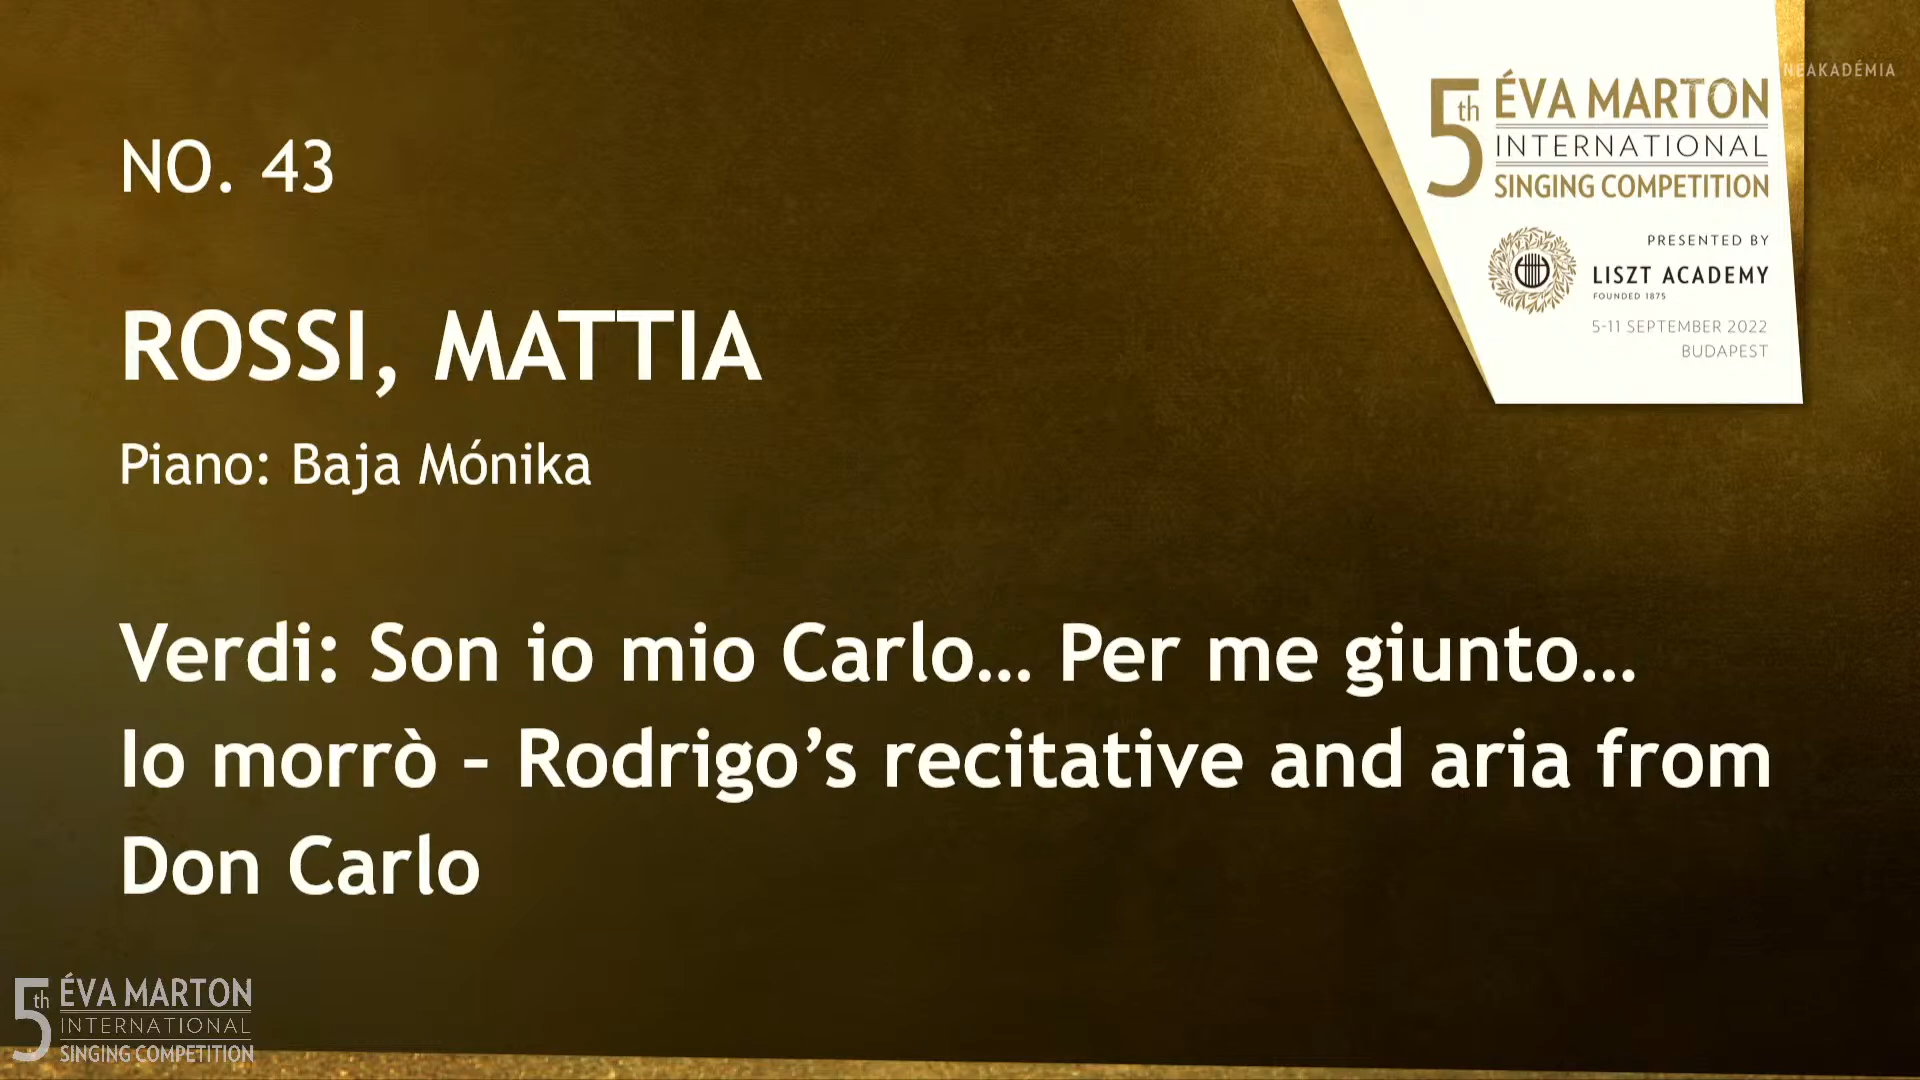 NO. 43
ROSSI, MATTIA
Piano: Baja Mónika
Verdi: Son io mio Carlo… Per me giunto…
Io morrò – Rodrigo’s recitative and aria from
Don Carlo
5th ÉVA MARTON
INTERNATIONAL
SINGING COMPETITION
PRESENTED BY
LISZT ACADEMY
FOUNDED 1875
5-11 SEPTEMBER 2022
BUDAPEST
5th ÉVA MARTON
INTERNATIONAL
SINGING COMPETITION